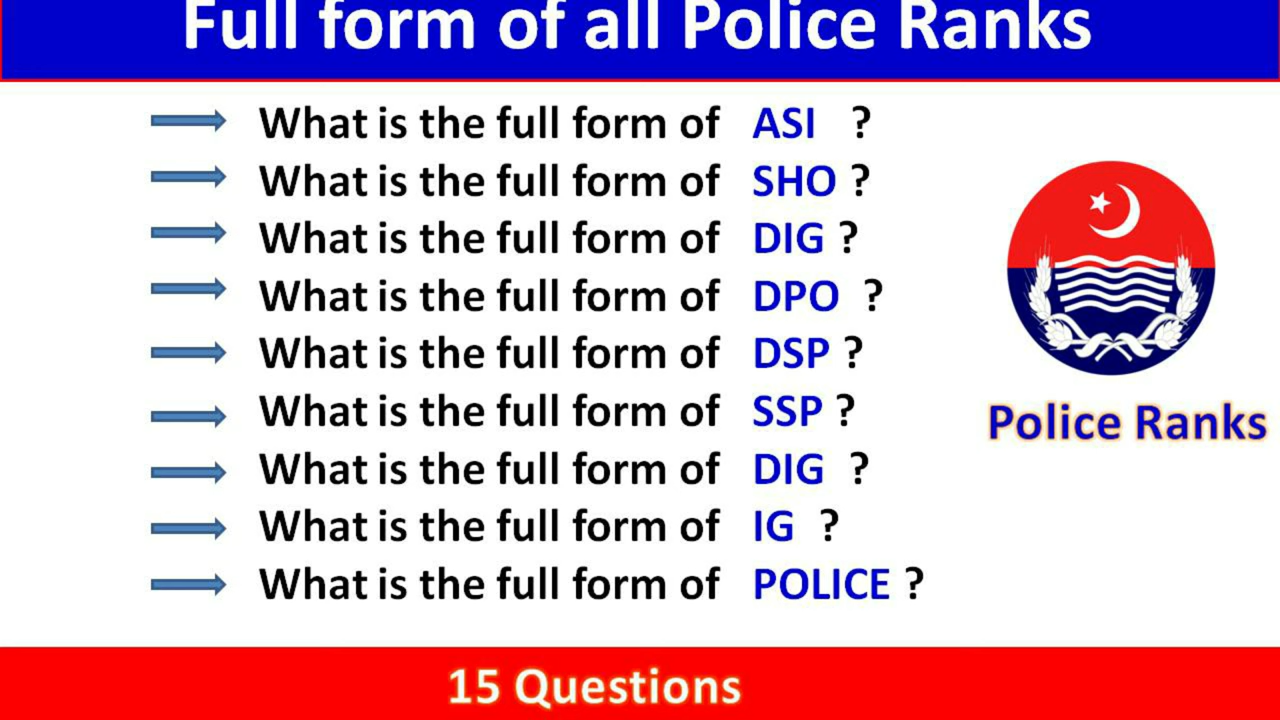 Full form of all Police Ranks
What is the full form of ASI ?
What is the full form of SHO ?
What is the full form of DIG ?
What is the full form of DPO ?
What is the full form of DSP ?
What is the full form of SSP ?
What is the full form of DIG ?
What is the full form of IG ?
What is the full form of POLICE ?
Police Ranks
15 Questions